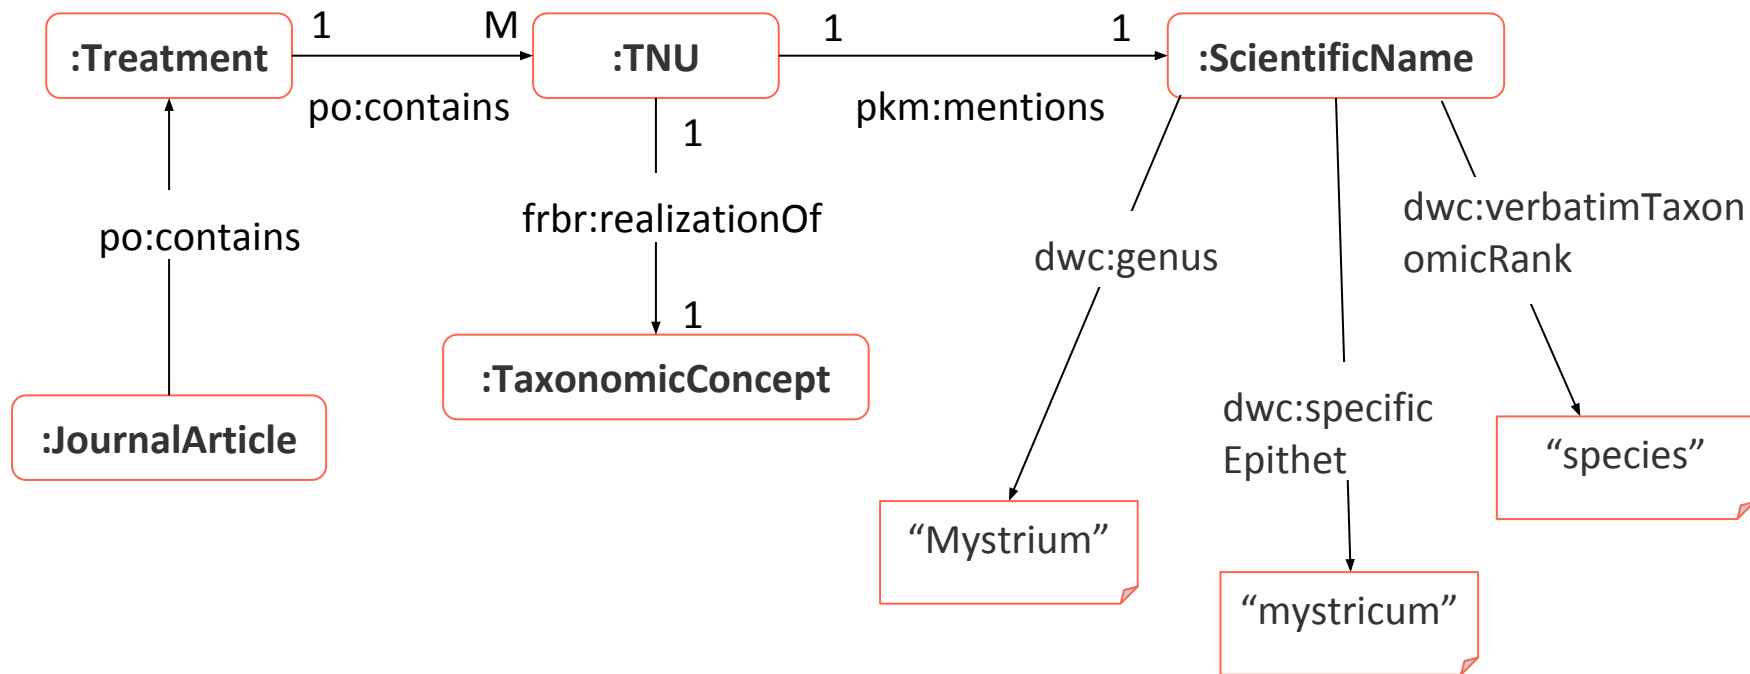 1
M
1
1
:Treatment
:TNU
:ScientificName
po:contains
pkm:mentions
1
dwc:verbatimTaxon
omicRank
frbr:realizationOf
po:contains
dwc:genus
1
:TaxonomicConcept
dwc:specific
Epithet
:JournalArticle
“species”
“Mystrium”
“mystricum”